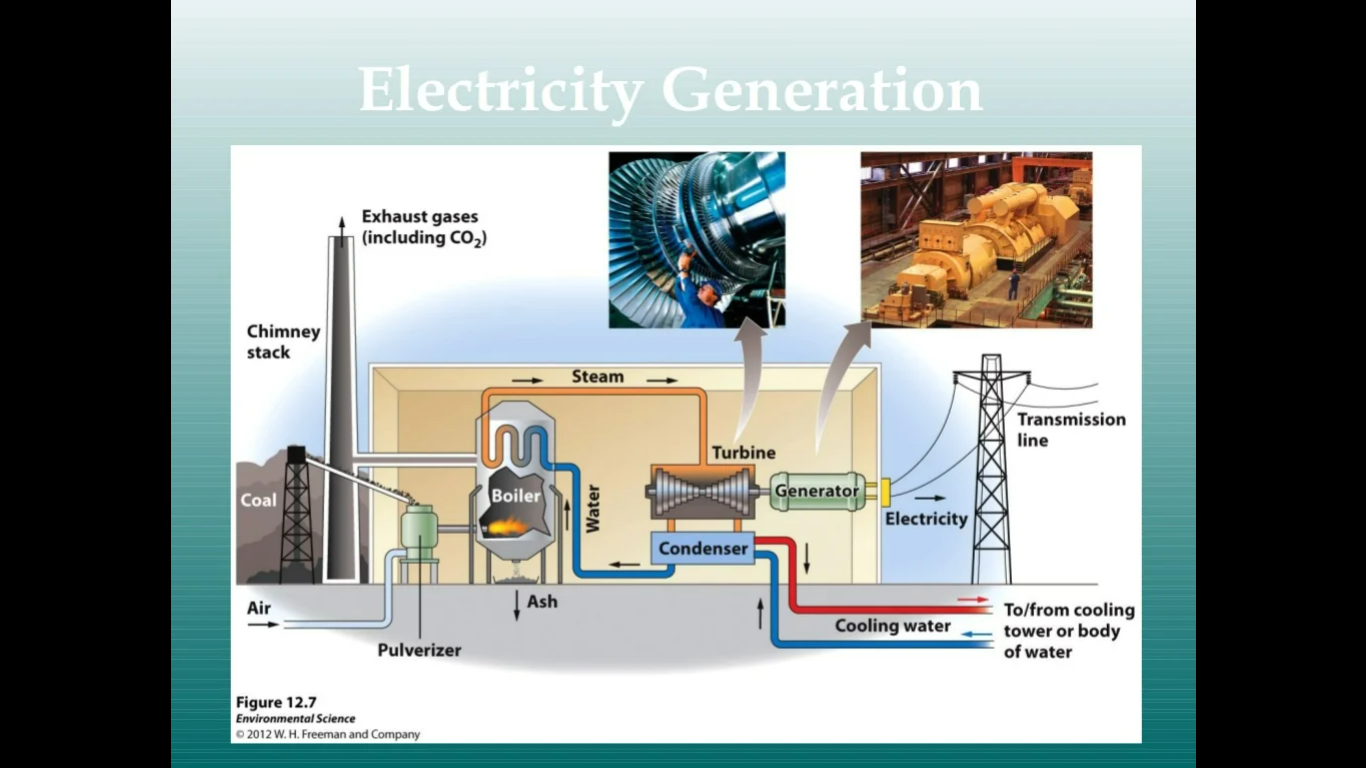 Electricity Generation
Exhaust gases
(including CO₂)
Chimney
stack
Steam
Transmission
line
Turbine
Coal
Boiler
Water
Generator
Electricity
Condenser
Air
Ash
To/from cooling
tower or body
of water
Cooling water
Pulverizer
Figure 12.7
Environmental Science
© 2012 W. H. Freeman and Company